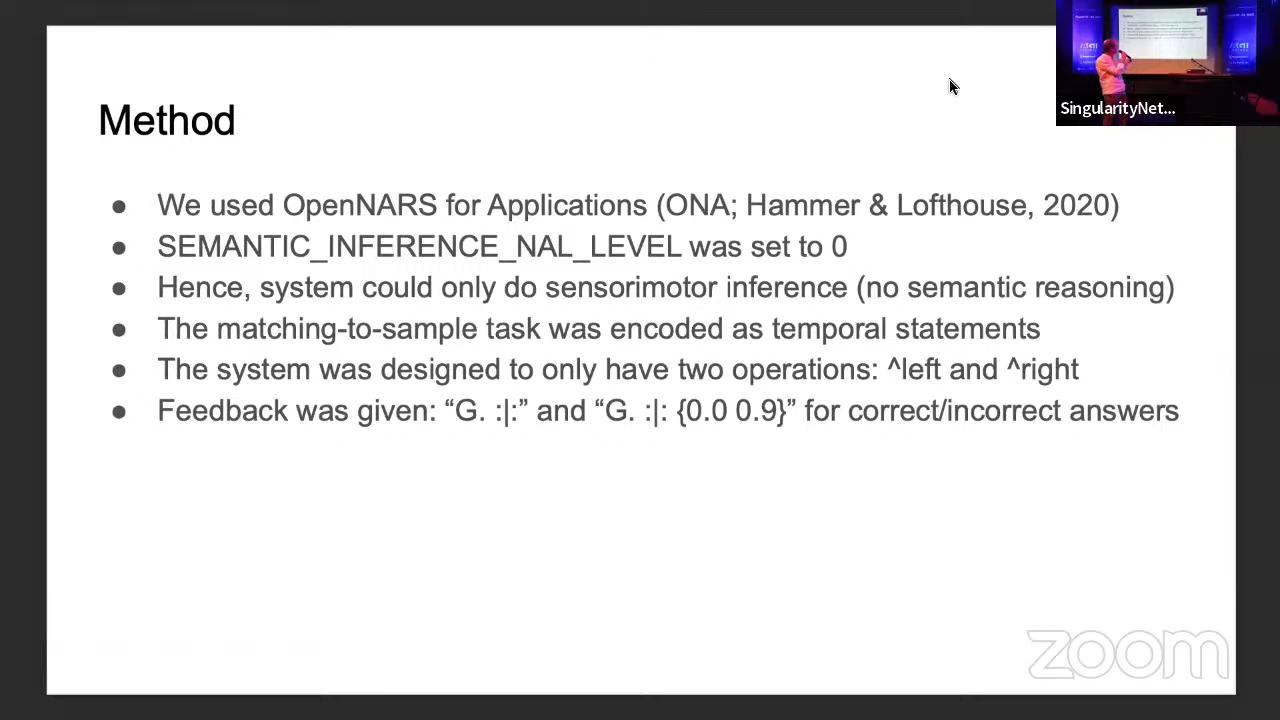 Method
● We used OpenNARS for Applications (ONA; Hammer & Lofthouse, 2020)
● SEMANTIC_INFERENCE_NAL_LEVEL was set to 0
● Hence, system could only do sensorimotor inference (no semantic reasoning)
● The matching-to-sample task was encoded as temporal statements
● The system was designed to only have two operations: ^left and ^right
● Feedback was given: “G. :|:” and “G. :|: {0.0 0.9}” for correct/incorrect answers
SingularityNet...
zoom